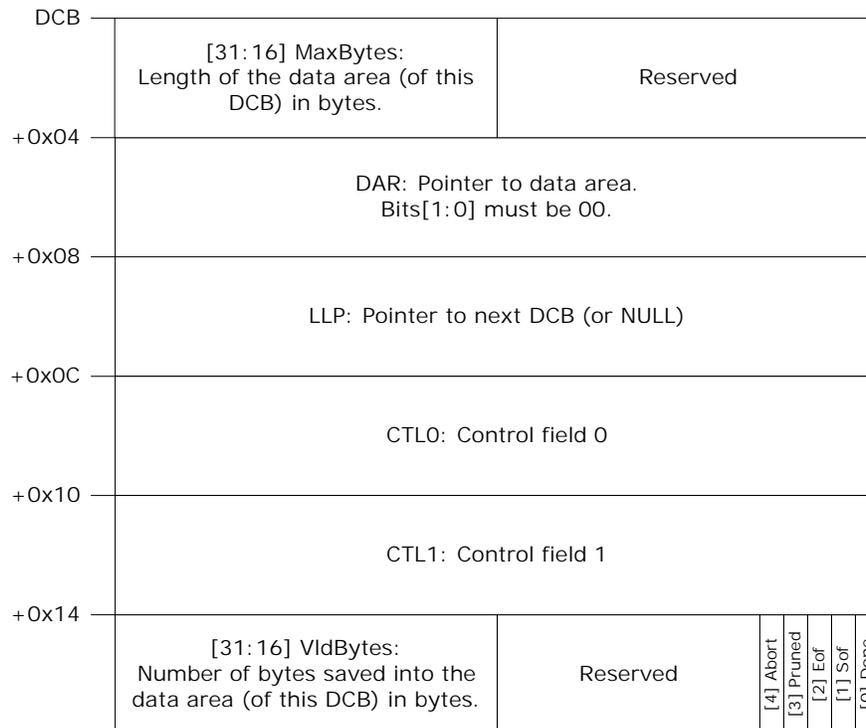 DCB
[31:16] MaxBytes:
Length of the data area (of this
DCB) in bytes.
Reserved
+0x04
DAR: Pointer to data area.
Bits[1:0] must be 00.
+0x08
LLP: Pointer to next DCB (or NULL)
+0x0C
CTL0: Control field 0
+0x10
CTL1: Control field 1
+0x14
[31:16] VldBytes:
Number of bytes saved into the
data area (of this DCB) in bytes.
Reserved
[4] Abort
[3] Pruned
[2] Eof
[1] Sof
[0] Done